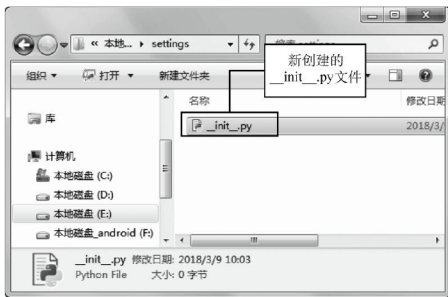 « 本地... ▸ settings
组织 ▼ 打开 ▼ 新建文件夹
新创建的
__init__.py文件
名称 修改日期
__init__.py 2018/3/
库
计算机
本地磁盘 (C:)
本地磁盘 (D:)
本地磁盘 (E:)
本地磁盘_android (F:)
__init__.py 修改日期: 2018/3/9 10:03
Python File 大小: 0 字节